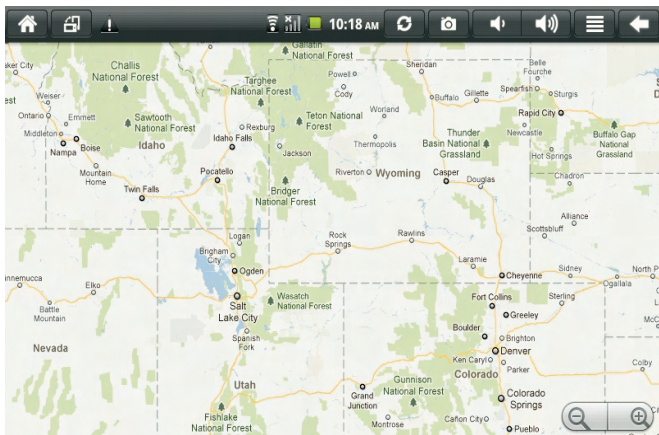 10:18 AM
Gallatin
National Forest
Challis
National Forest
Targhee
National Forest
Sheridan
Powell
Cody
Belle
Fourche
Spearfish
Sturgis
Buffalo
Gillette
Weiser
Ontario
Emmett
Sawtooth
National Forest
Rexburg
Teton National
Forest
Worland
Rapid City
Middleton
Boise
Nampa
Idaho
Idaho Falls
Jackson
Thermopolis
Thunder
Basin National
Grassland
Newcastle
Buffalo Gap
National
Grassland
Hot Springs
Mountain
Home
Pocatello
Riverton
Wyoming
Casper
Douglas
Chadron
Twin Falls
Bridger
National Forest
Alliance
Scottsbluff
Logan
Rock
Springs
Rawlins
Brigham
City
Ogden
Laramie
Cheyenne
Sidney
Ogallala
North P
Elko
Battle
Mountain
Salt
Lake City
Wasatch
National Forest
Fort Collins
Greeley
Sterling
Boulder
Brighton
Spanish
Fork
Nevada
Denver
Ken Caryl
Parker
Colby
Colorado
Utah
Grand
Junction
Gunnison
National Forest
Colorado
Springs
Fishlake
National Forest
Montrose
Cañon City
Pueblo